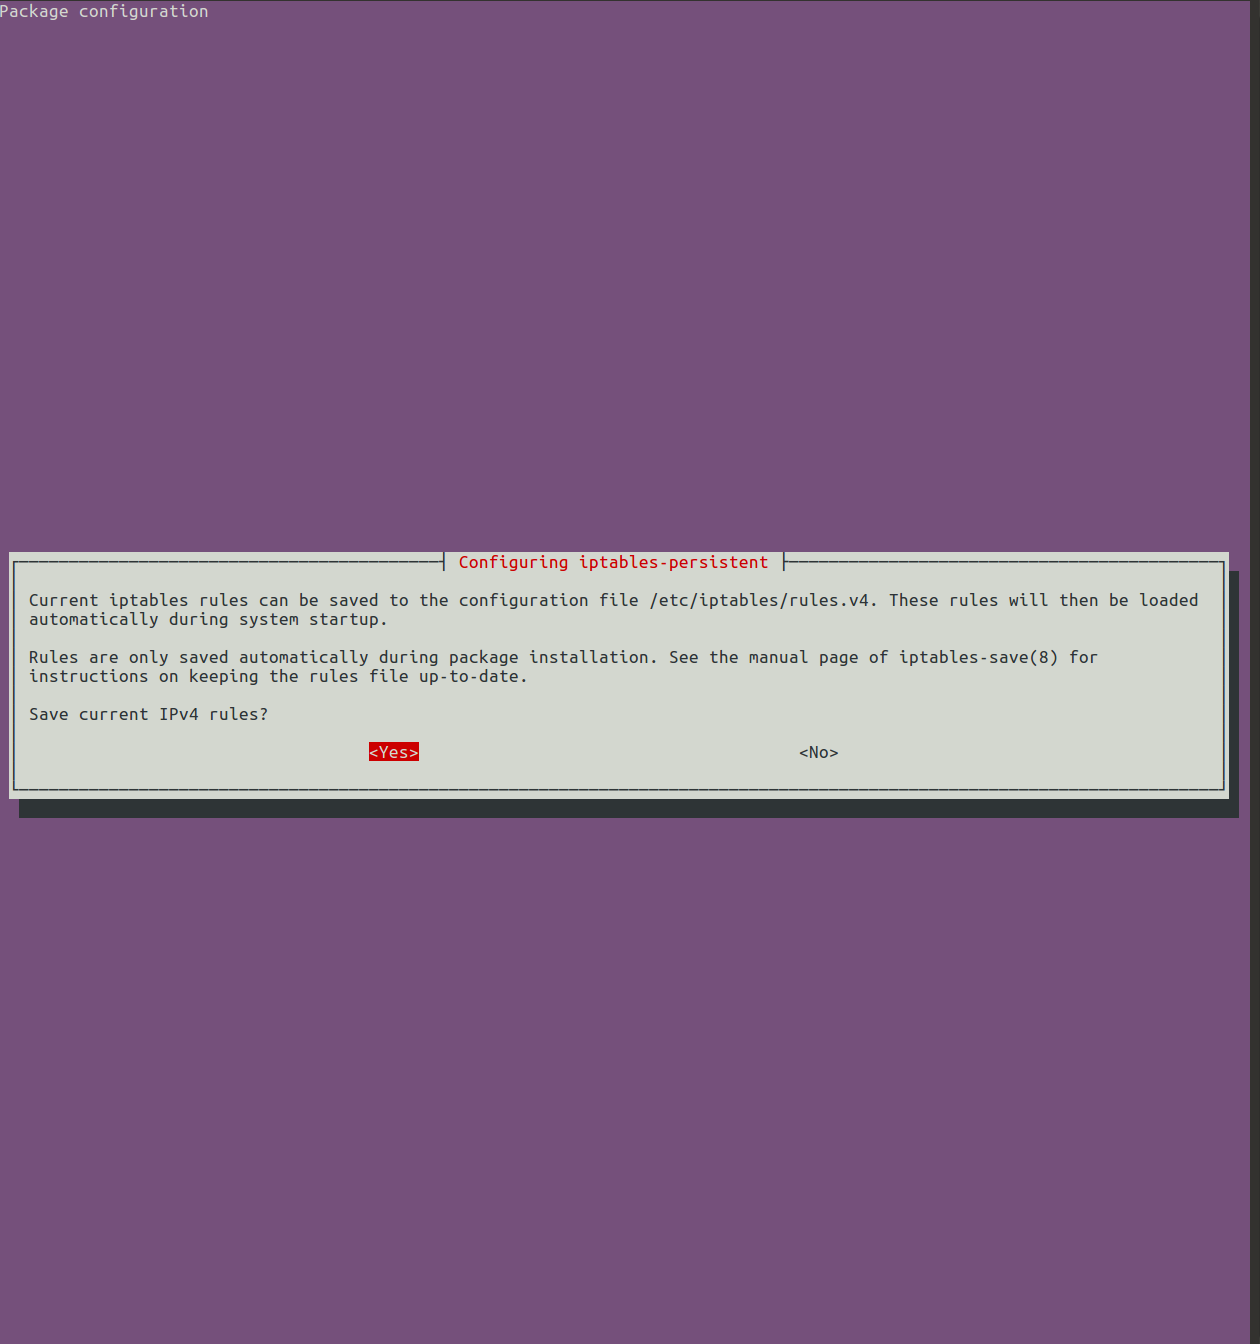 Package configuration
Configuring iptables-persistent
Current iptables rules can be saved to the configuration file /etc/iptables/rules.v4. These rules will then be loaded
automatically during system startup.
Rules are only saved automatically during package installation. See the manual page of iptables-save(8) for
instructions on keeping the rules file up-to-date.
Save current IPv4 rules?
<Yes> <No>